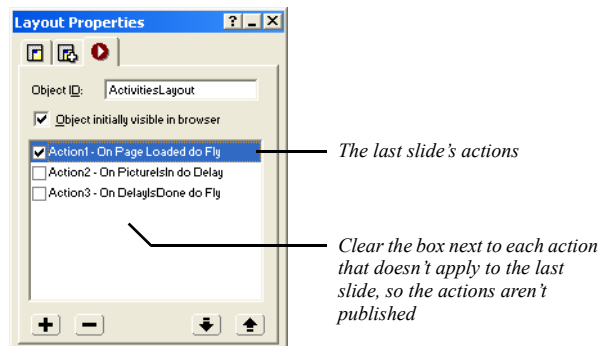 Layout Properties
Object ID: ActivitiesLayout
Object initially visible in browser
Action1 - On Page Loaded do Fly
Action2 - On PictureIsIn do Delay
Action3 - On DelayIsDone do Fly
The last slide’s actions
Clear the box next to each action
that doesn’t apply to the last
slide, so the actions aren’t
published